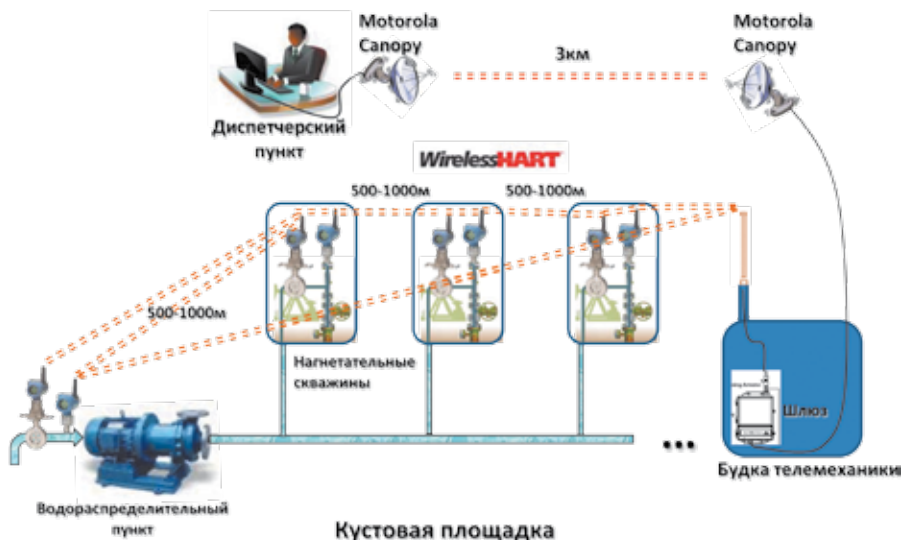 Motorola
Canopy
3км
Motorola
Canopy
Диспетчерский
пункт
WirelessHART
500-1000м
500-1000м
500-1000м
Нагнетательные
скважины
Шлюз
...
Будка телемеханики
Водораспределительный
пункт
Кустовая площадка